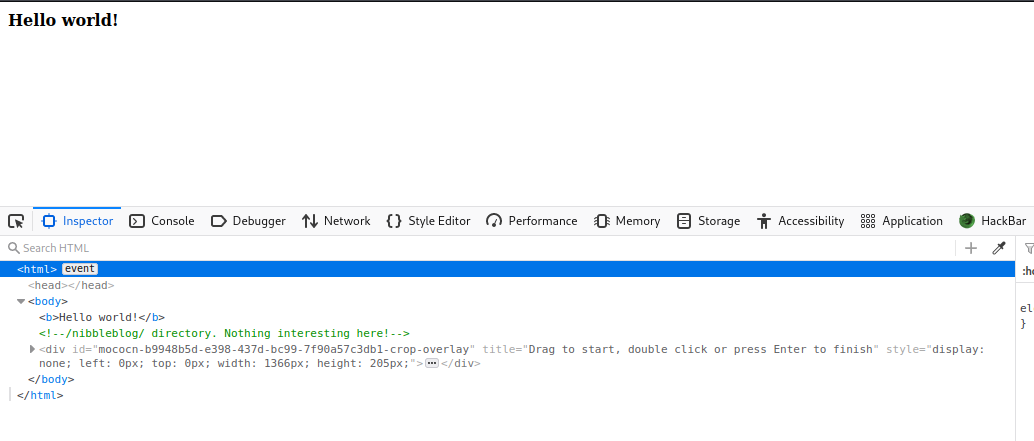 Hello world!
Inspector Console Debugger Network Style Editor Performance Memory Storage Accessibility Application HackBar
Search HTML
<html> event
:he
<head></head>
<body>
<b>Hello world!</b>
el
<!--/nibbleblog/ directory. Nothing interesting here!-->
}
<div id="mococn-b9948b5d-e398-437d-bc99-7f90a57c3db1-crop-overlay" title="Drag to start, double click or press Enter to finish" style="display:
none; left: 0px; top: 0px; width: 1366px; height: 205px;">…</div>
</body>
</html>